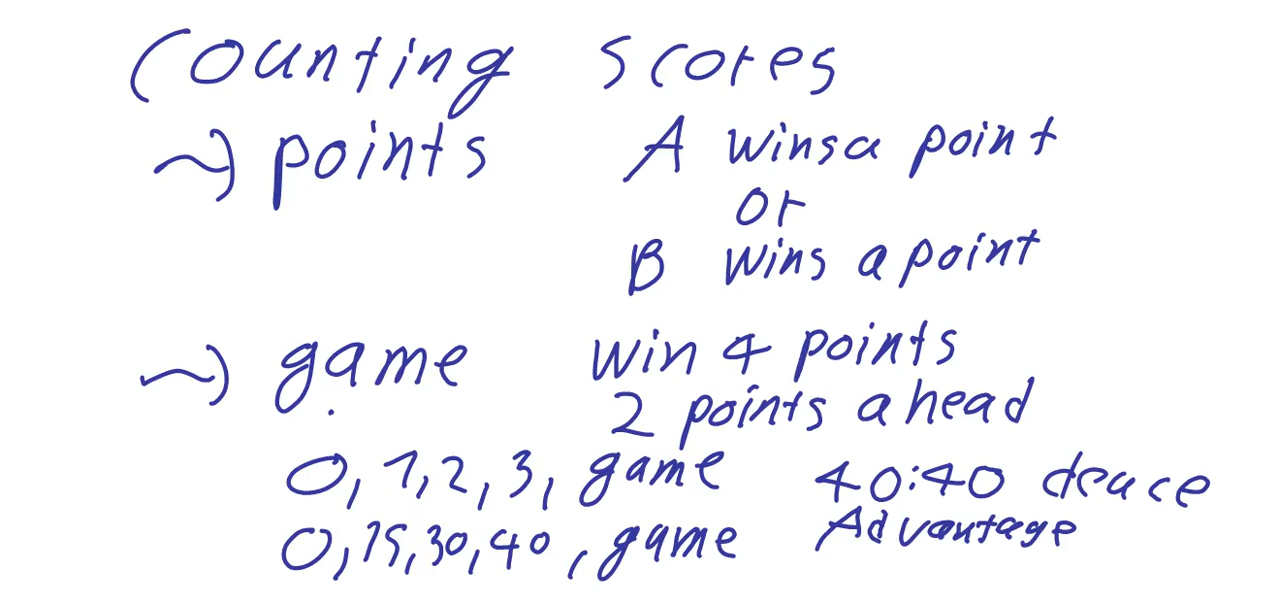 Counting Scores
~> points A wins a point
or
B wins a point
~> game win 4 points
2 points ahead
0, 1, 2, 3, game 40:40 deuce
0, 15, 30, 40, game Advantage